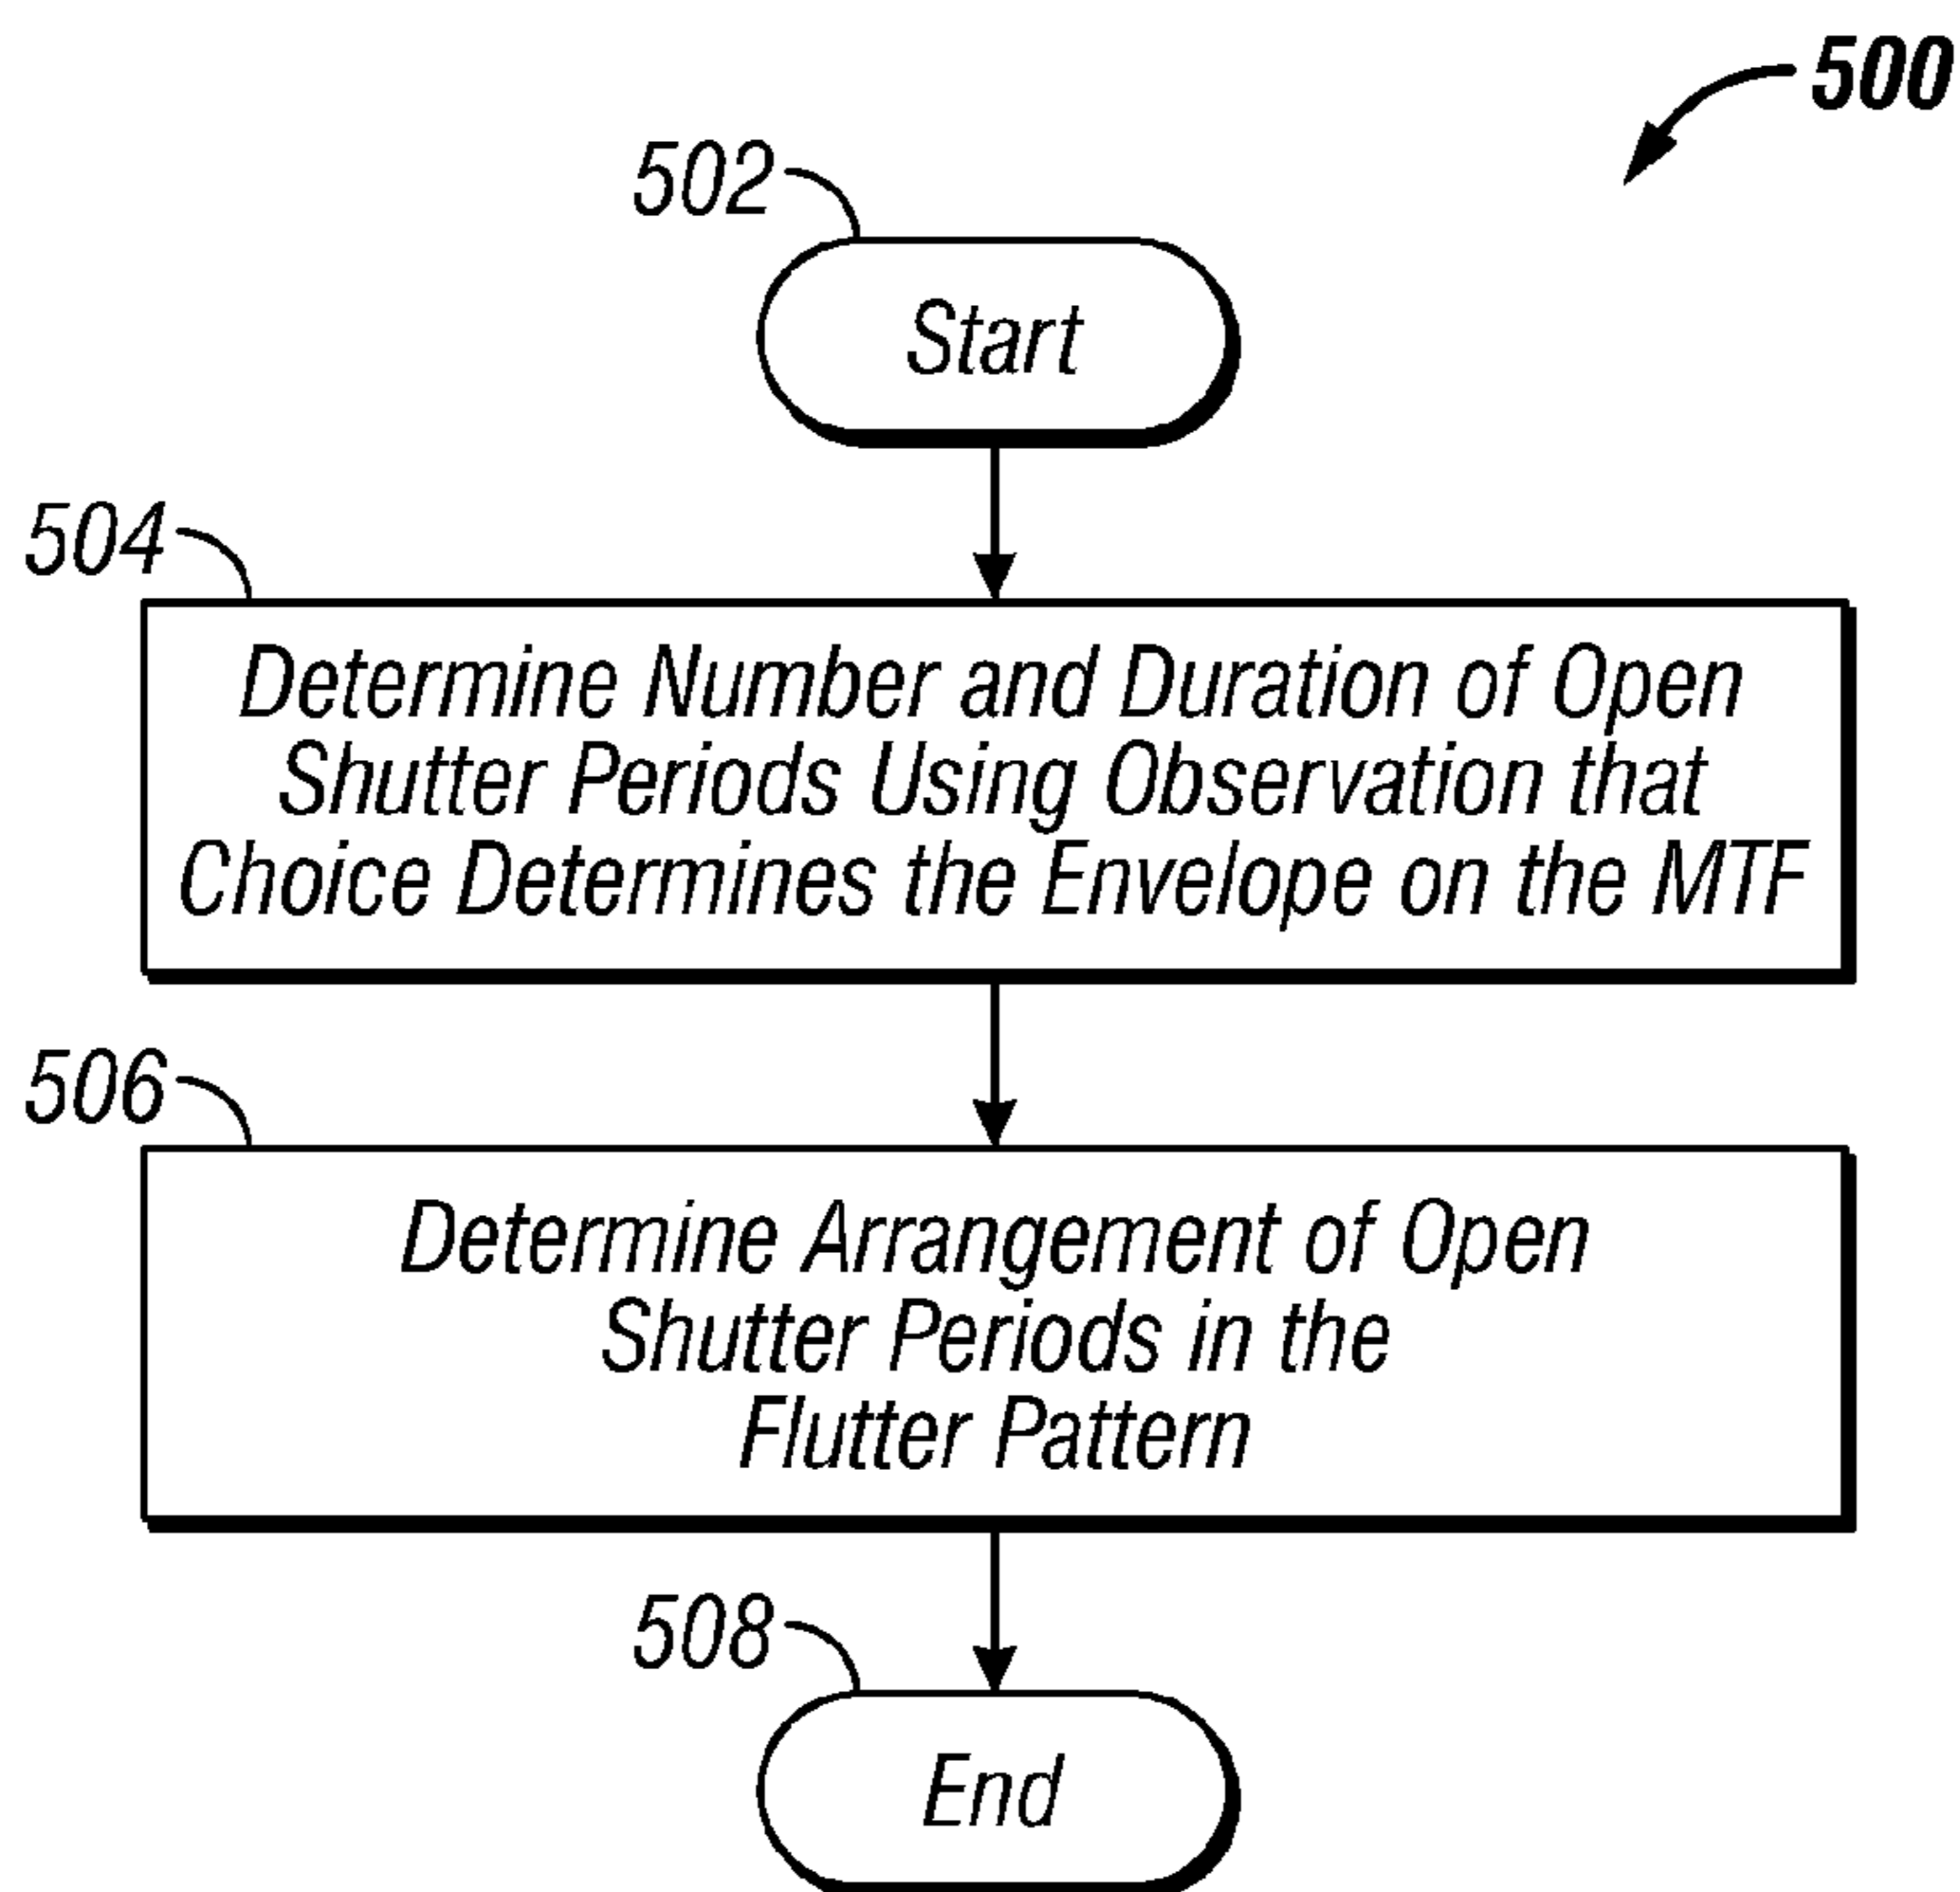 500
502
Start
504
Determine Number and Duration of Open
Shutter Periods Using Observation that
Choice Determines the Envelope on the MTF
506
Determine Arrangement of Open
Shutter Periods in the
Flutter Pattern
508
End